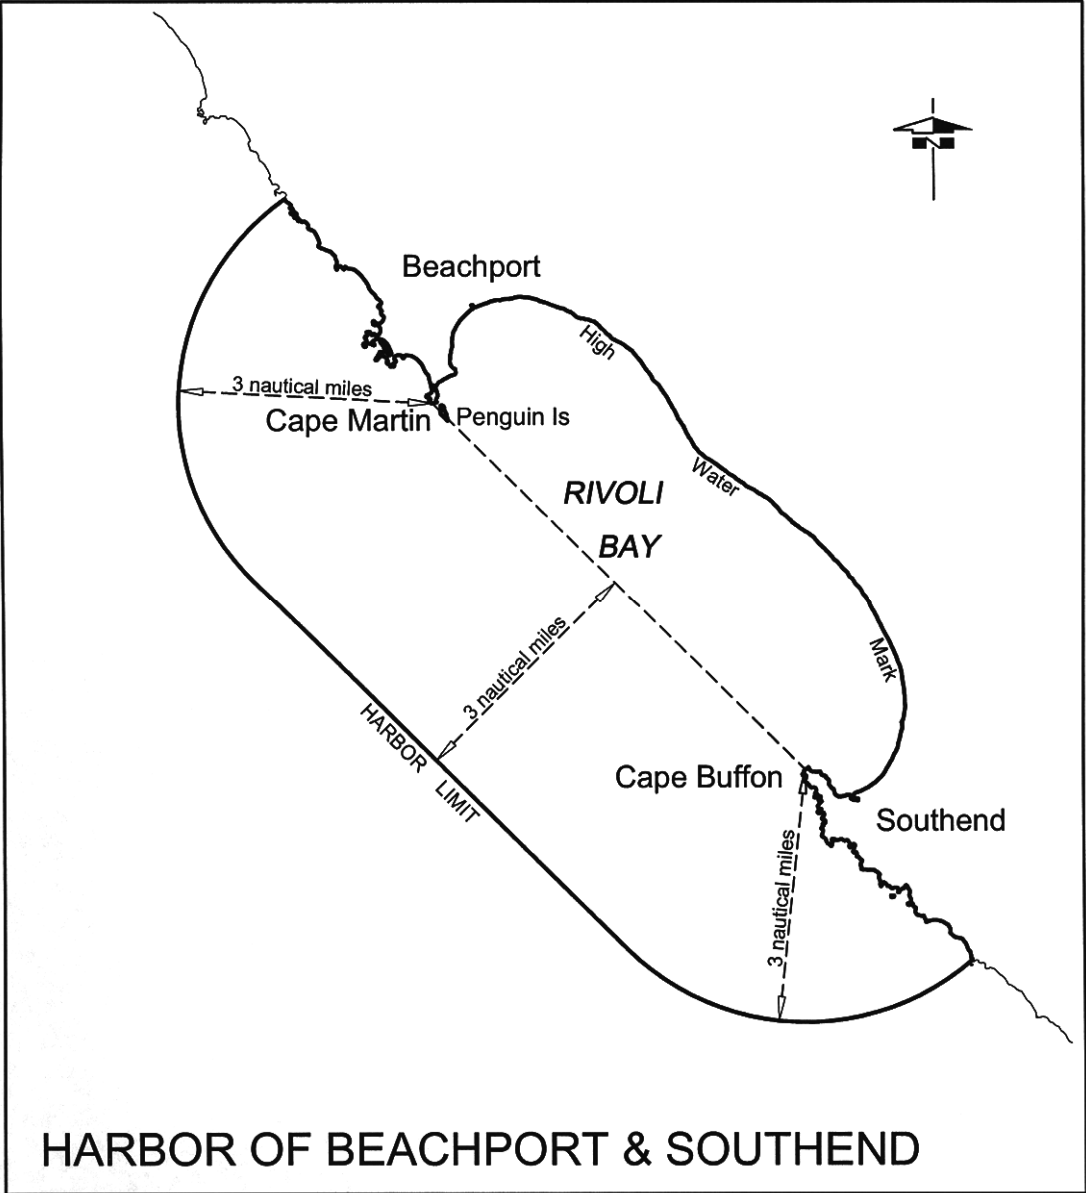 N
Beachport
High
3 nautical miles
Cape Martin
Penguin Is
Water
RIVOLI
BAY
3 nautical miles
Mark
HARBOR
LIMIT
Cape Buffon
Southend
3 nautical miles
HARBOR OF BEACHPORT & SOUTHEND